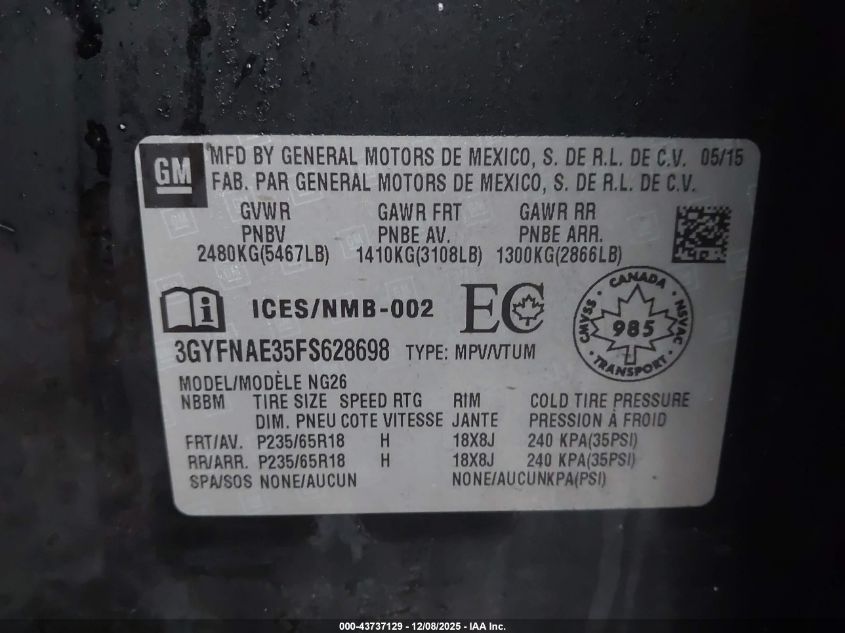 GM
MFD BY GENERAL MOTORS DE MEXICO, S. DE R.L. DE C.V. 05/15
FAB. PAR GENERAL MOTORS DE MEXICO, S. DE R.L. DE C.V.
GVWR GAWR FRT GAWR RR
PNBV PNBE AV. PNBE ARR.
2480KG(5467LB) 1410KG(3108LB) 1300KG(2866LB)
ICES/NMB-002 EC
CANADA
CMVSS 985 NSVAC
TRANSPORT
3GYFNAE35FS628698 TYPE: MPV/VTUM
MODEL/MODÈLE NG26
NBBM TIRE SIZE SPEED RTG RIM COLD TIRE PRESSURE
DIM. PNEU COTE VITESSE JANTE PRESSION À FROID
FRT/AV. P235/65R18 H 18X8J 240 KPA(35PSI)
RR/ARR. P235/65R18 H 18X8J 240 KPA(35PSI)
SPA/SOS NONE/AUCUN NONE/AUCUNKPA(PSI)
000-43737129 - 12/08/2025 - IAA Inc.